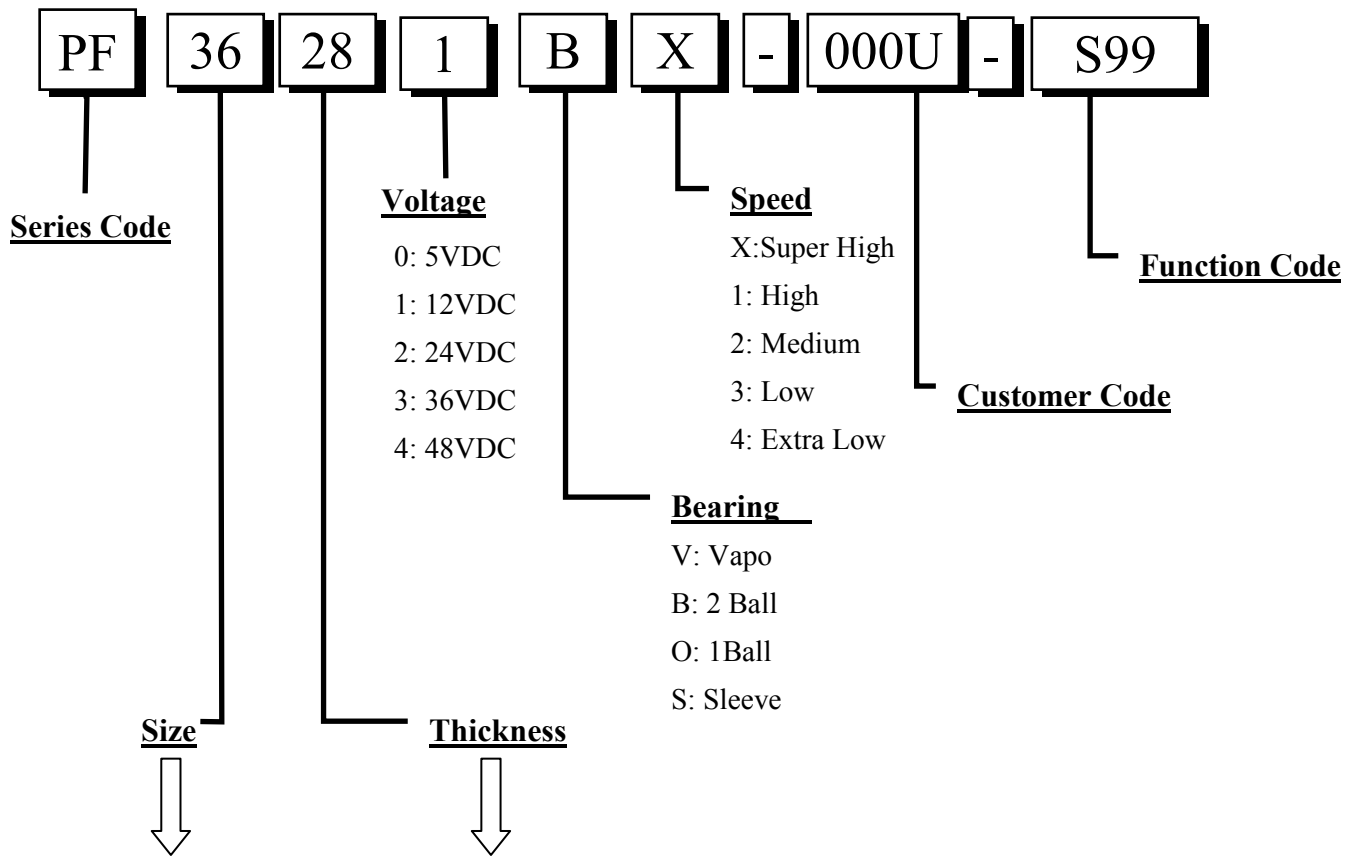 PF 36 28 1 B X - 000U - S99
Series Code
Voltage
0: 5VDC
1: 12VDC
2: 24VDC
3: 36VDC
4: 48VDC
Speed
X:Super High
1: High
2: Medium
3: Low
4: Extra Low
Function Code
Customer Code
Bearing
V: Vapo
B: 2 Ball
O: 1Ball
S: Sleeve
Size
Thickness